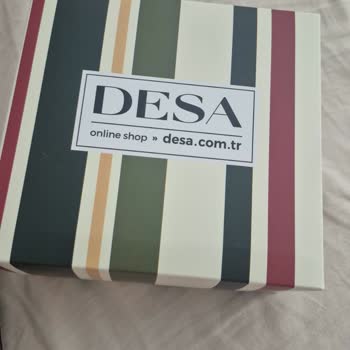 DESA
online shop » desa.com.tr